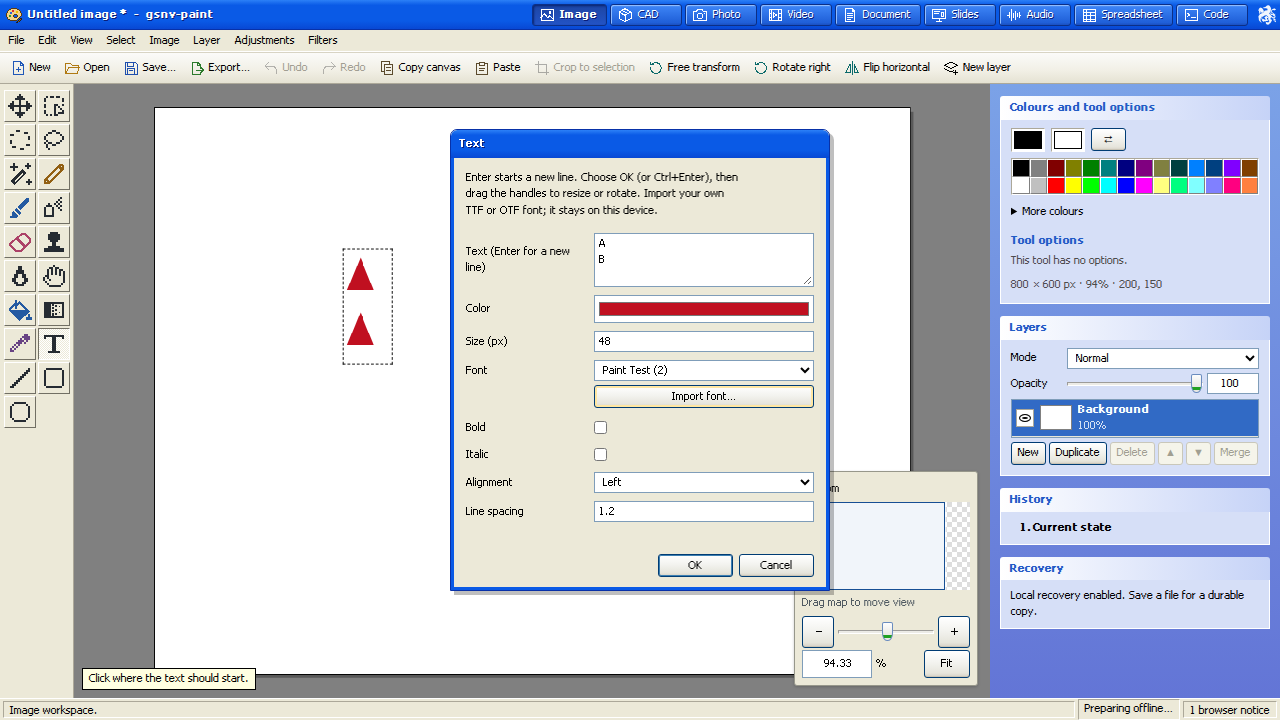 Untitled image * - gsnv-paint
Image
CAD
Photo
Video
Document
Slides
Audio
Spreadsheet
Code
File Edit View Select Image Layer Adjustments Filters
New Open Save... Export... Undo Redo Copy canvas Paste Crop to selection Free transform Rotate right Flip horizontal New layer
Text
Enter starts a new line. Choose OK (or Ctrl+Enter), then
drag the handles to resize or rotate. Import your own
TTF or OTF font; it stays on this device.
Text (Enter for a new
line)
A
B
Color
Size (px) 48
Font Paint Test (2)
Import font...
Bold
Italic
Alignment Left
Line spacing 1.2
OK Cancel
om
Drag map to move view
− +
94.33 % Fit
Click where the text should start.
Colours and tool options
⇄
▶ More colours
Tool options
This tool has no options.
800 × 600 px · 94% · 200, 150
Layers
Mode Normal
Opacity 100
Background
100%
New Duplicate Delete ▲ ▼ Merge
History
1. Current state
Recovery
Local recovery enabled. Save a file for a durable
copy.
Image workspace.
Preparing offline...
1 browser notice